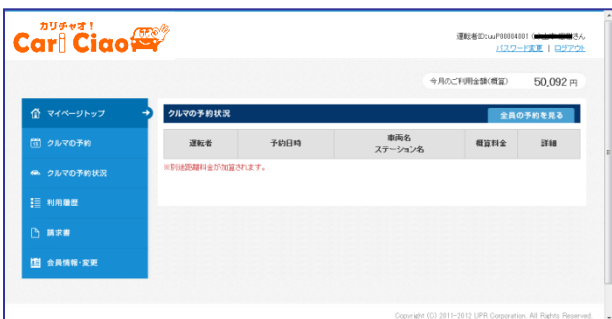 カリチャオ!
Cari Ciao
運転者ID:cuuP00004001 さん
パスワード変更 | ログアウト
今月のご利用金額(概算) 50,092 円
マイページトップ
クルマの予約
クルマの予約状況
利用履歴
請求書
会員情報・変更
クルマの予約状況
全員の予約を見る
運転者 予約日時 車両名 概算料金 詳細
ステーション名
※別途距離料金が加算されます。
Copyright (C) 2011-2012 UPR Corporation. All Rights Reserved.